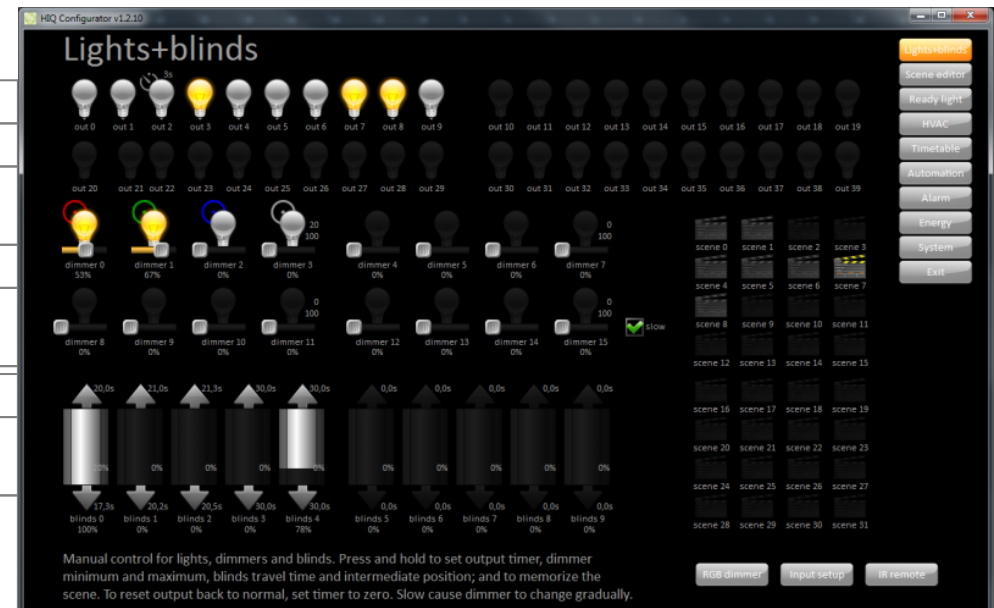 HIQ Configurator v1.2.10
Lights+blinds
3s
out 0 out 1 out 2 out 3 out 4 out 5 out 6 out 7 out 8 out 9 out 10 out 11 out 12 out 13 out 14 out 15 out 16 out 17 out 18 out 19
out 20 out 21 out 22 out 23 out 24 out 25 out 26 out 27 out 28 out 29 out 30 out 31 out 32 out 33 out 34 out 35 out 36 out 37 out 38 out 39
20 0
100 100
dimmer 0 dimmer 1 dimmer 2 dimmer 3 dimmer 4 dimmer 5 dimmer 6 dimmer 7
53% 67% 0% 0% 0% 0% 0% 0%
0 0
100 100
dimmer 8 dimmer 9 dimmer 10 dimmer 11 dimmer 12 dimmer 13 dimmer 14 dimmer 15
0% 0% 0% 0% 0% 0% 0% 0%
slow
20,0s 21,0s 21,3s 30,0s 30,0s 0,0s 0,0s 0,0s 0,0s 0,0s
20% 0% 0% 0% 0% 0% 0% 0% 0% 0%
17,3s 20,2s 20,5s 30,0s 30,0s 0,0s 0,0s 0,0s 0,0s 0,0s
blinds 0 blinds 1 blinds 2 blinds 3 blinds 4 blinds 5 blinds 6 blinds 7 blinds 8 blinds 9
100% 0% 0% 0% 78% 0% 0% 0% 0% 0%
scene 0 scene 1 scene 2 scene 3
scene 4 scene 5 scene 6 scene 7
scene 8 scene 9 scene 10 scene 11
scene 12 scene 13 scene 14 scene 15
scene 16 scene 17 scene 18 scene 19
scene 20 scene 21 scene 22 scene 23
scene 24 scene 25 scene 26 scene 27
scene 28 scene 29 scene 30 scene 31
Lights+blinds
Scene editor
Ready light
HVAC
Timetable
Automation
Alarm
Energy
System
Exit
Manual control for lights, dimmers and blinds. Press and hold to set output timer, dimmer
minimum and maximum, blinds travel time and intermediate position; and to memorize the
scene. To reset output back to normal, set timer to zero. Slow cause dimmer to change gradually.
RGB dimmer Input setup IR remote